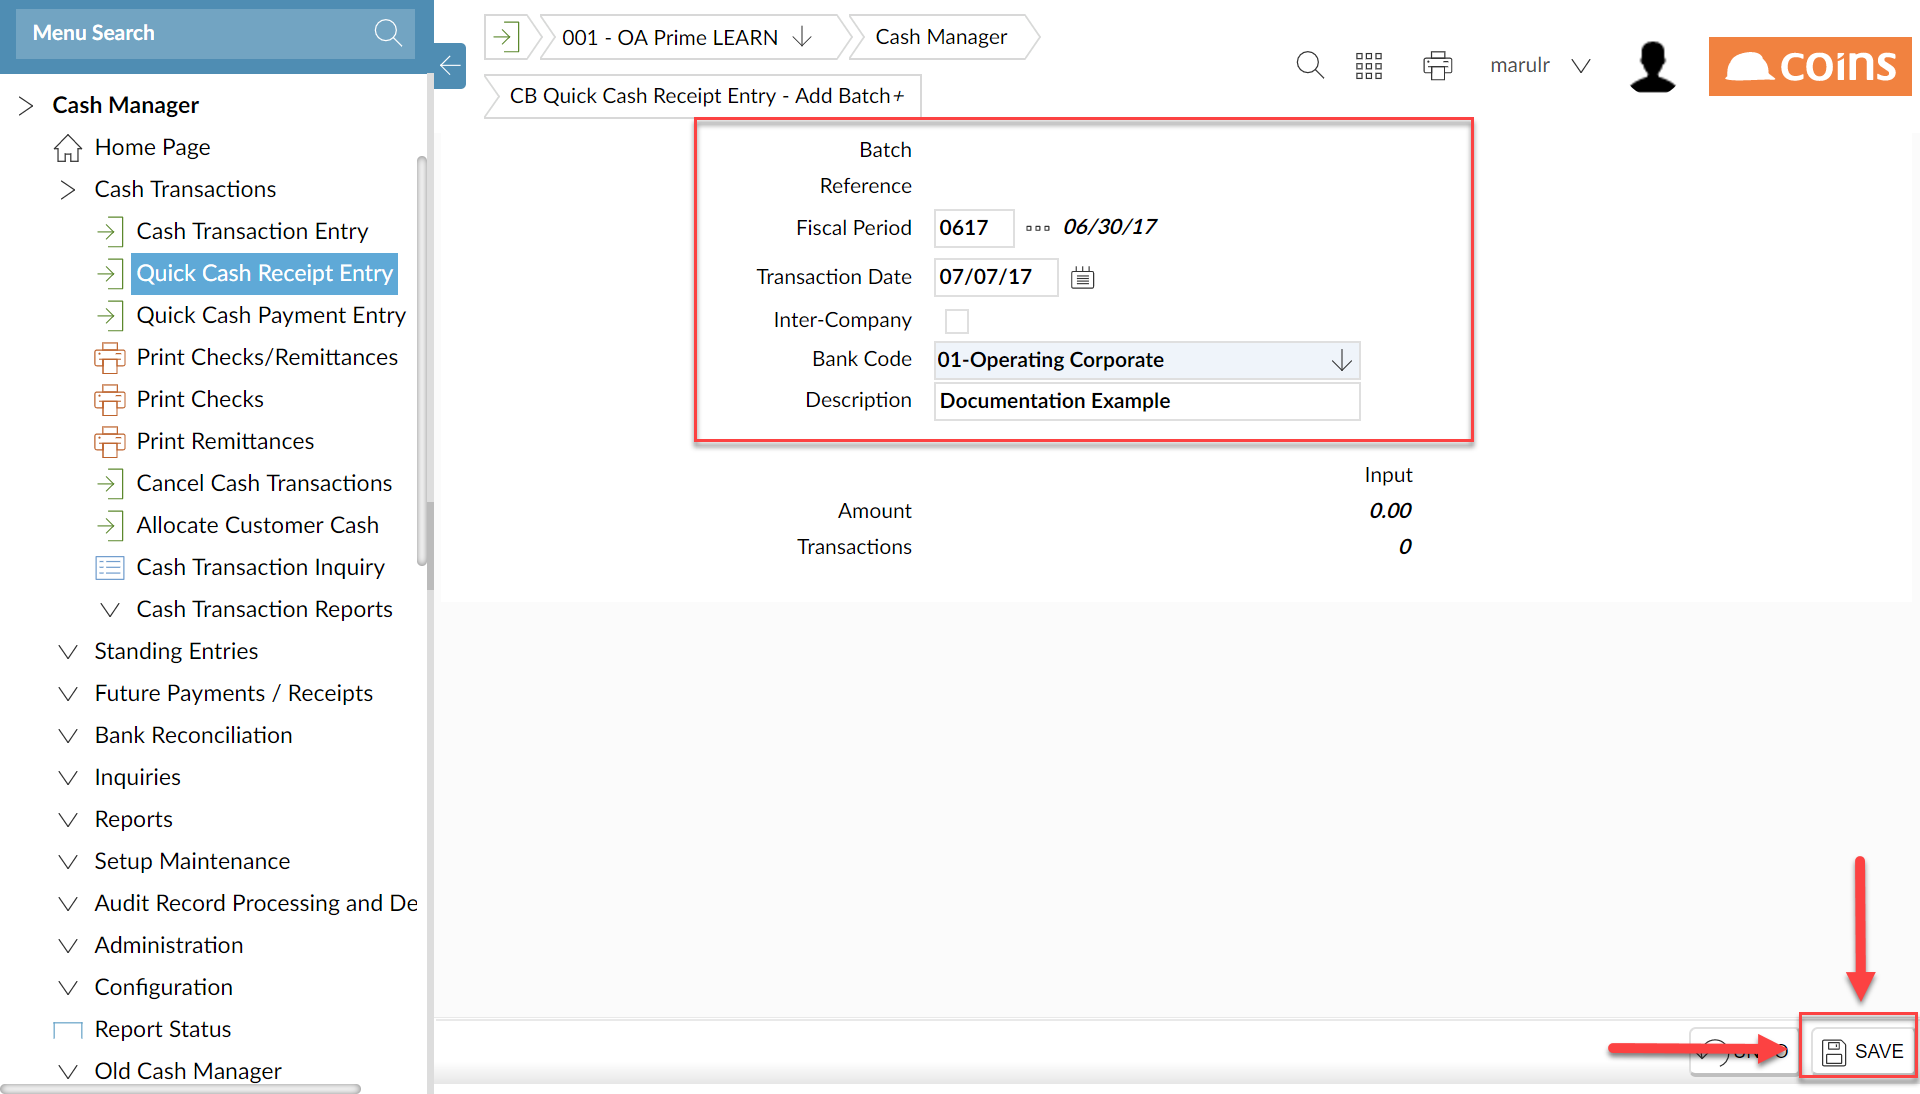 Menu Search
Cash Manager
Home Page
Cash Transactions
Cash Transaction Entry
Quick Cash Receipt Entry
Quick Cash Payment Entry
Print Checks/Remittances
Print Checks
Print Remittances
Cancel Cash Transactions
Allocate Customer Cash
Cash Transaction Inquiry
Cash Transaction Reports
Standing Entries
Future Payments / Receipts
Bank Reconciliation
Inquiries
Reports
Setup Maintenance
Audit Record Processing and De
Administration
Configuration
Report Status
Old Cash Manager
001 - OA Prime LEARN
Cash Manager
CB Quick Cash Receipt Entry - Add Batch+
marulr
coins
Batch
Reference
Fiscal Period 0617 06/30/17
Transaction Date 07/07/17
Inter-Company
Bank Code 01-Operating Corporate
Description Documentation Example
Input
Amount 0.00
Transactions 0
SAVE